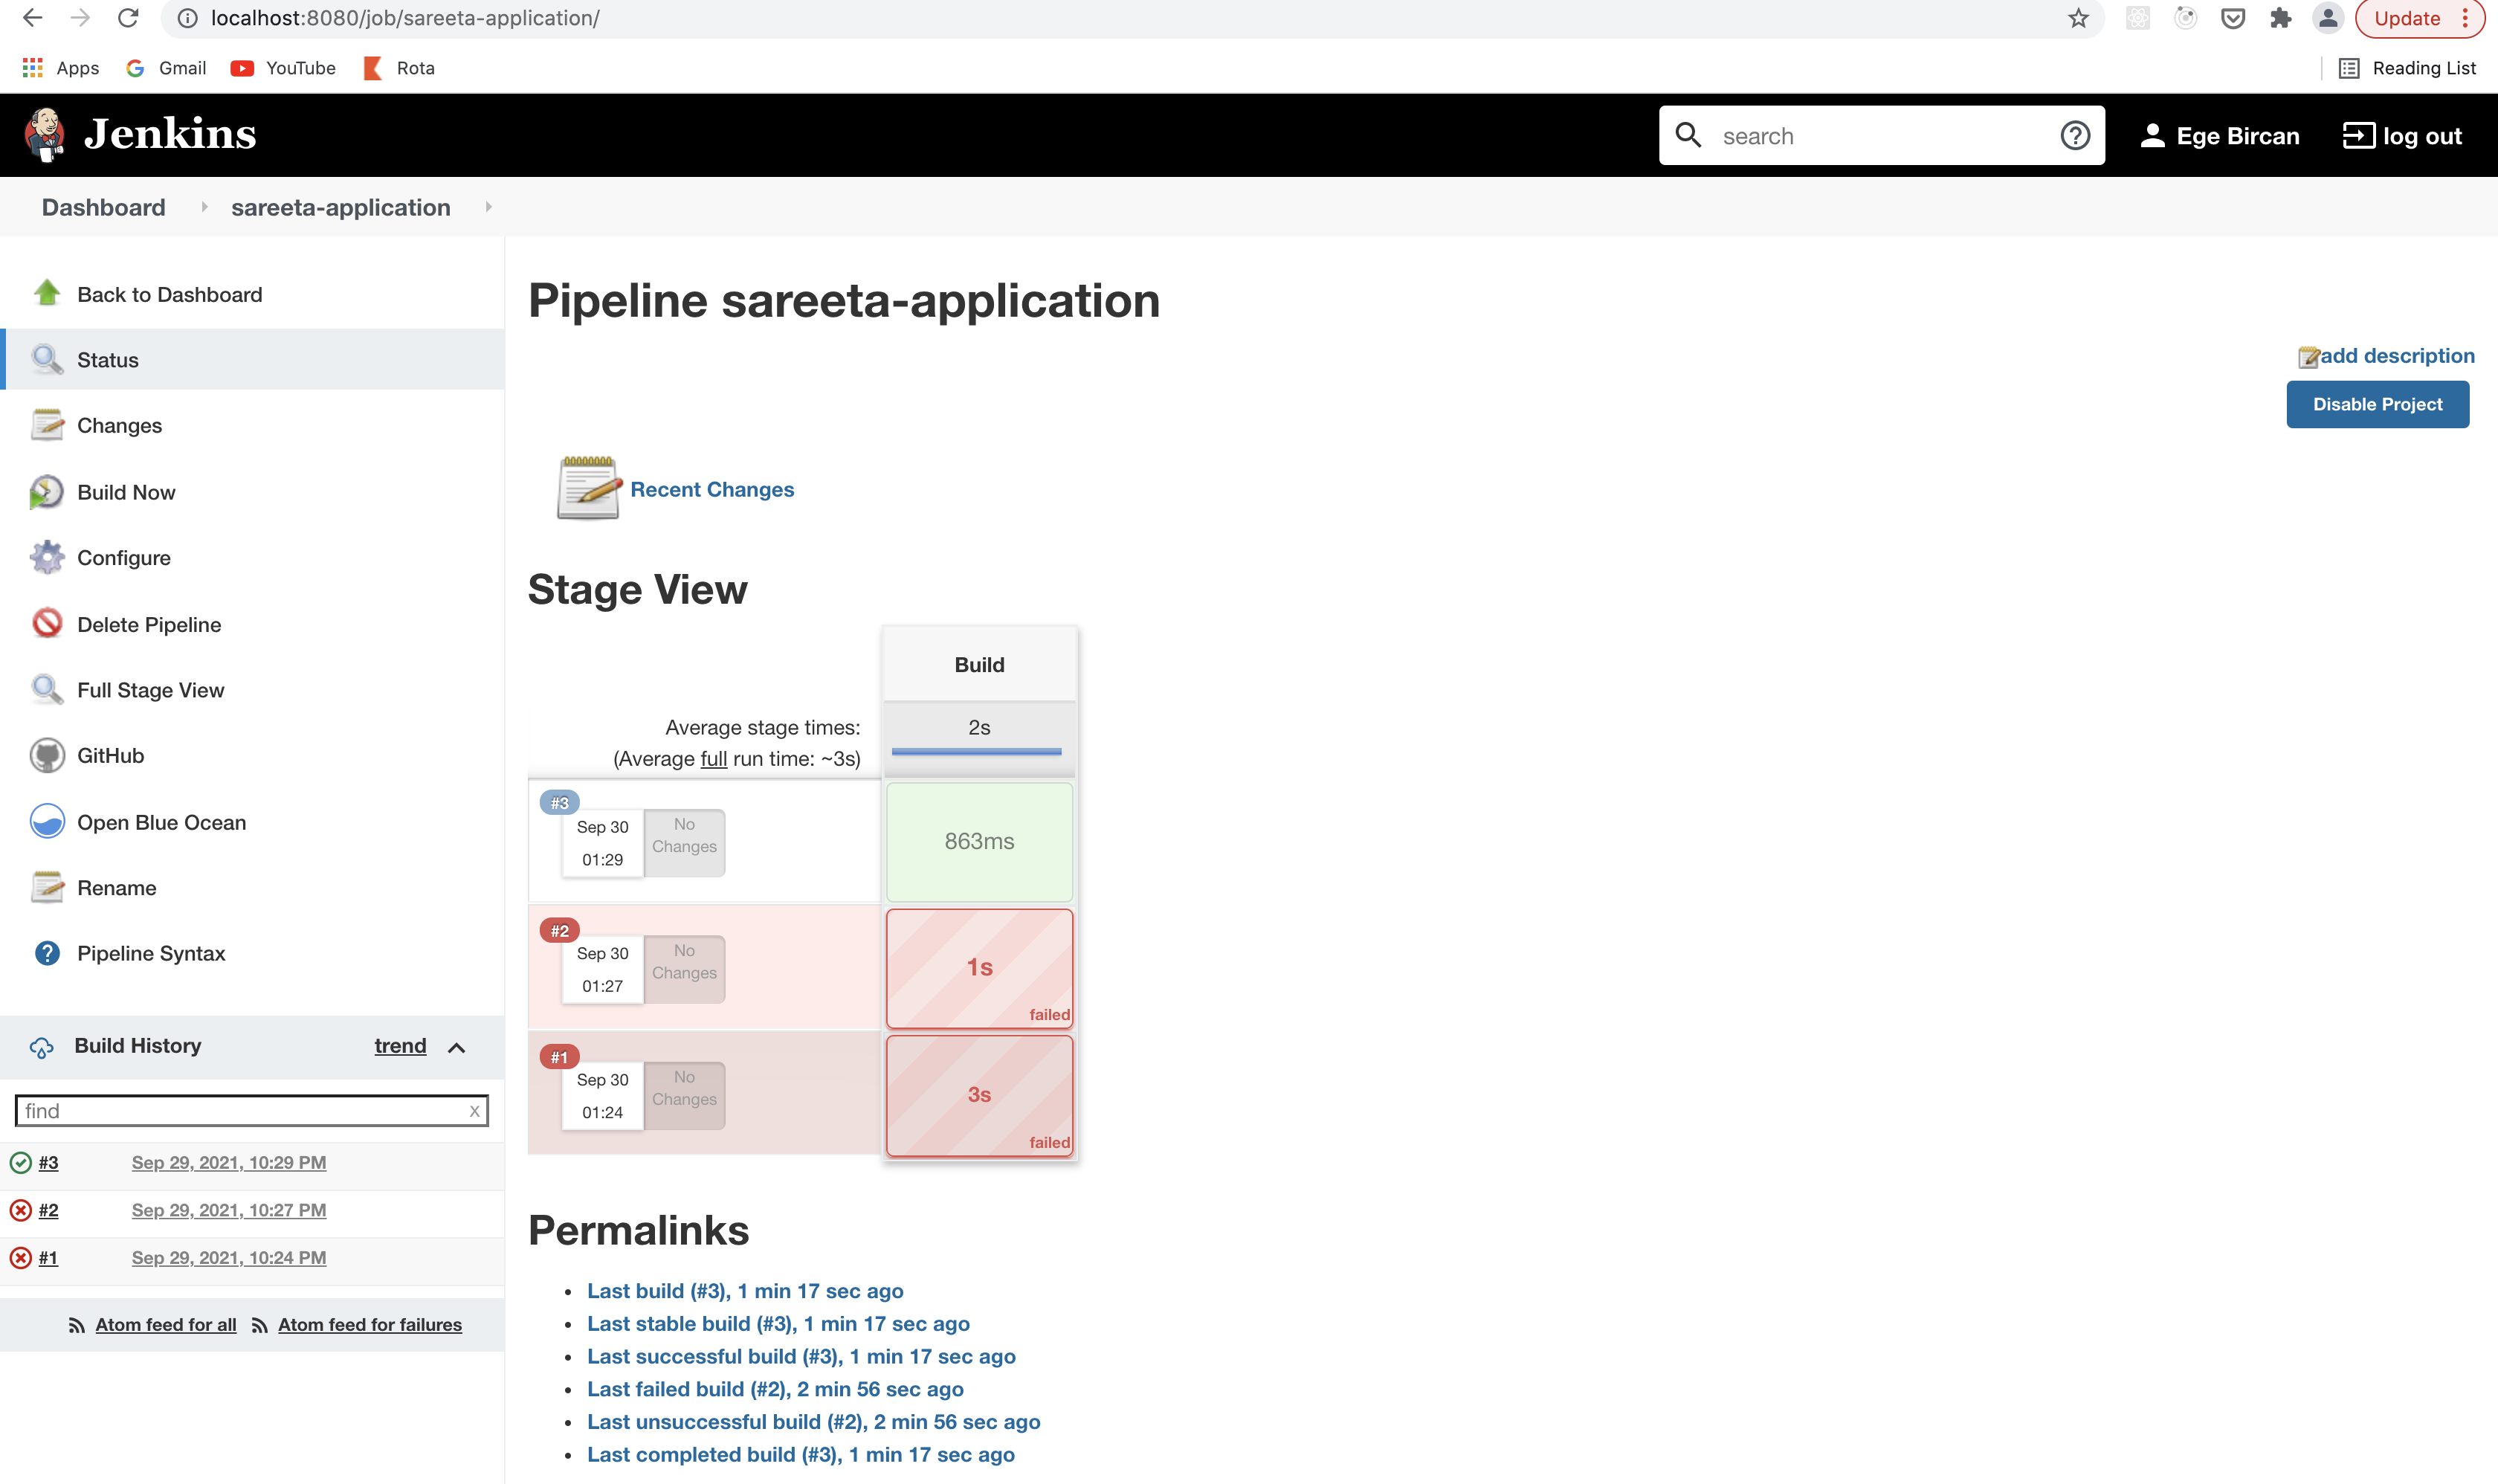 localhost:8080/job/sareeta-application/
Update
Apps
Gmail
YouTube
Rota
Reading List
Jenkins
search
Ege Bircan
log out
Dashboard
sareeta-application
Back to Dashboard
Status
Changes
Build Now
Configure
Delete Pipeline
Full Stage View
GitHub
Open Blue Ocean
Rename
Pipeline Syntax
Build History
trend
find
x
#3 Sep 29, 2021, 10:29 PM
#2 Sep 29, 2021, 10:27 PM
#1 Sep 29, 2021, 10:24 PM
Atom feed for all
Atom feed for failures
Pipeline sareeta-application
add description
Disable Project
Recent Changes
Stage View
Build
Average stage times:
2s
(Average full run time: ~3s)
#3
Sep 30
01:29
No
Changes
863ms
#2
Sep 30
01:27
No
Changes
1s
failed
#1
Sep 30
01:24
No
Changes
3s
failed
Permalinks
• Last build (#3), 1 min 17 sec ago
• Last stable build (#3), 1 min 17 sec ago
• Last successful build (#3), 1 min 17 sec ago
• Last failed build (#2), 2 min 56 sec ago
• Last unsuccessful build (#2), 2 min 56 sec ago
• Last completed build (#3), 1 min 17 sec ago